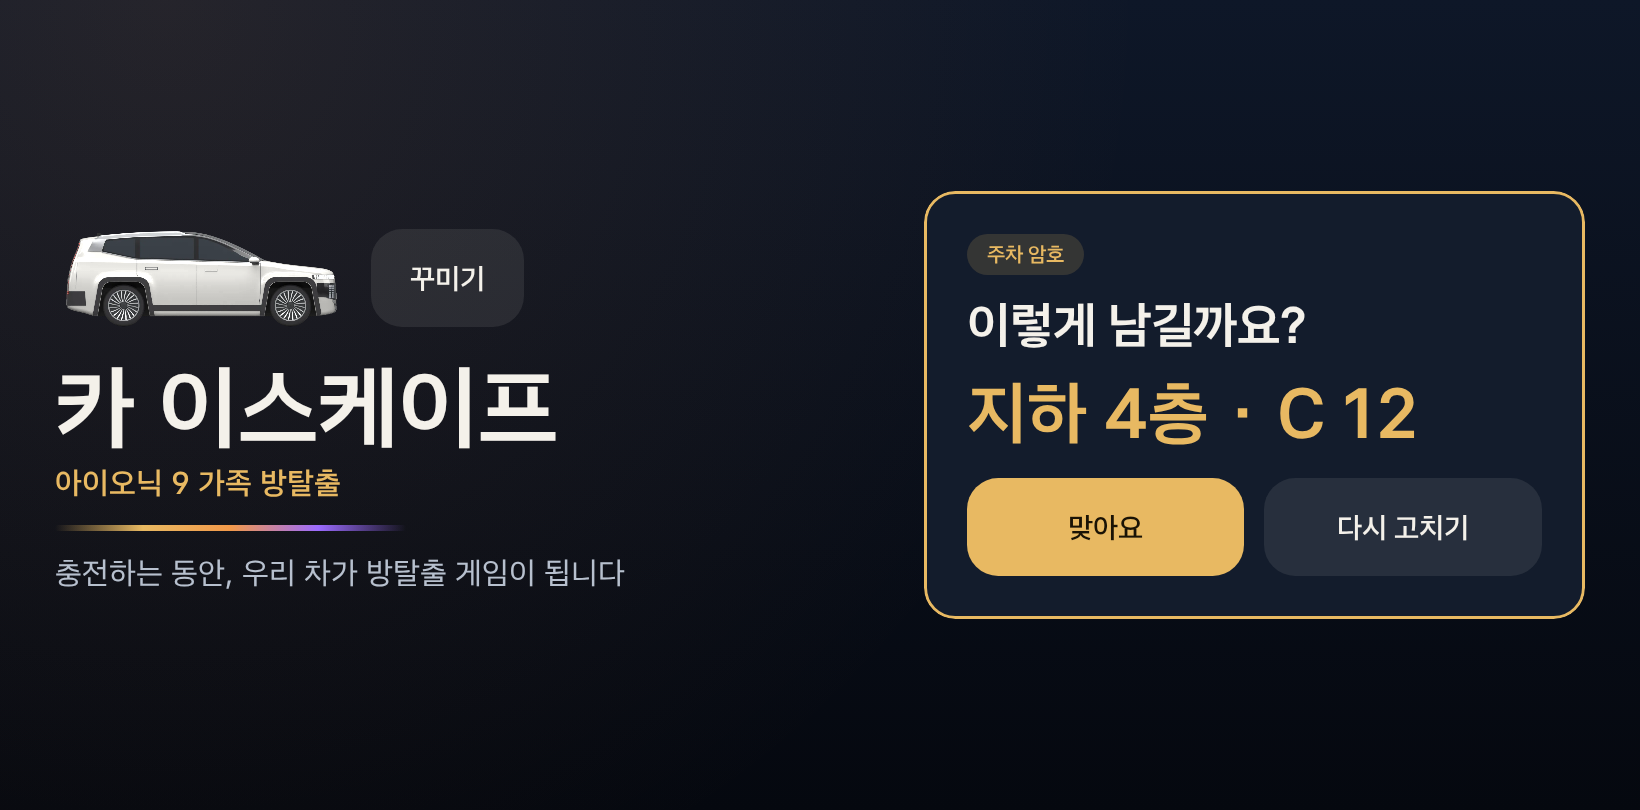 꾸미기
카 이스케이프
아이오닉 9 가족 방탈출
충전하는 동안, 우리 차가 방탈출 게임이 됩니다
주차 암호
이렇게 남길까요?
지하 4층 · C 12
맞아요
다시 고치기